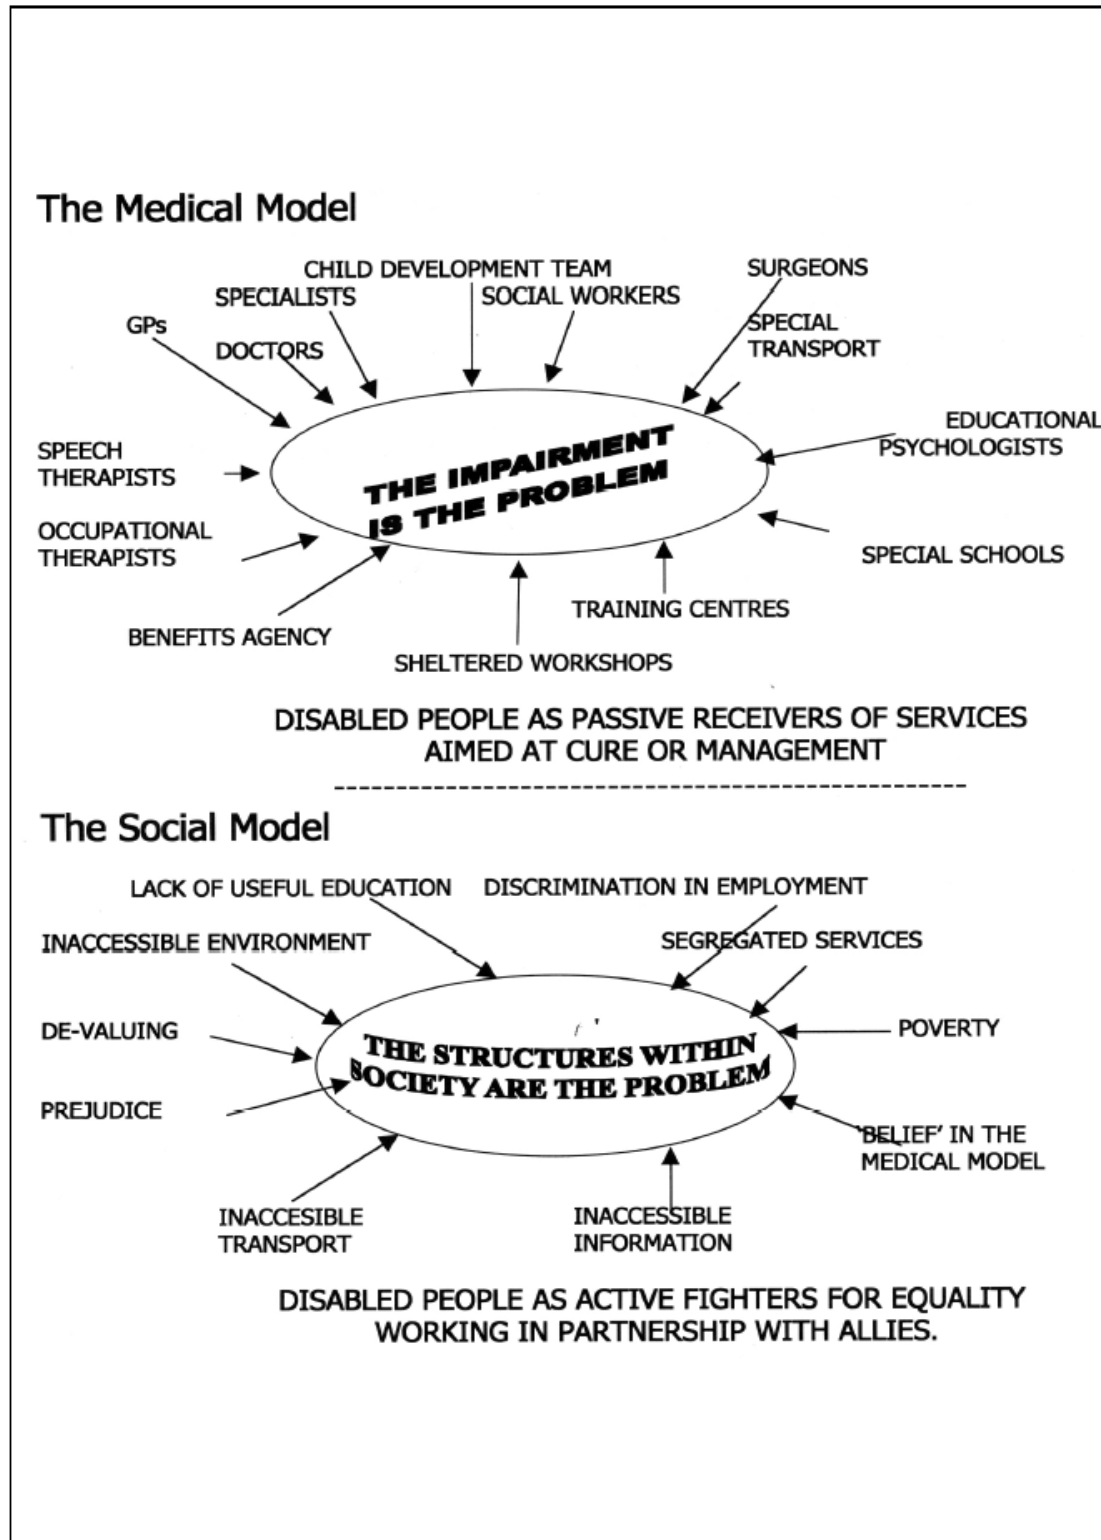 The Medical Model
CHILD DEVELOPMENT TEAM
SURGEONS
SPECIALISTS
SOCIAL WORKERS
GPs
SPECIAL
TRANSPORT
DOCTORS
EDUCATIONAL
PSYCHOLOGISTS
SPEECH
THERAPISTS
THE IMPAIRMENT
IS THE PROBLEM
OCCUPATIONAL
THERAPISTS
SPECIAL SCHOOLS
TRAINING CENTRES
BENEFITS AGENCY
SHELTERED WORKSHOPS
DISABLED PEOPLE AS PASSIVE RECEIVERS OF SERVICES
AIMED AT CURE OR MANAGEMENT
---------------------------------------------------
The Social Model
LACK OF USEFUL EDUCATION
DISCRIMINATION IN EMPLOYMENT
INACCESSIBLE ENVIRONMENT
SEGREGATED SERVICES
DE-VALUING
POVERTY
THE STRUCTURES WITHIN
SOCIETY ARE THE PROBLEM
PREJUDICE
'BELIEF' IN THE
MEDICAL MODEL
INACCESIBLE
TRANSPORT
INACCESSIBLE
INFORMATION
DISABLED PEOPLE AS ACTIVE FIGHTERS FOR EQUALITY
WORKING IN PARTNERSHIP WITH ALLIES.